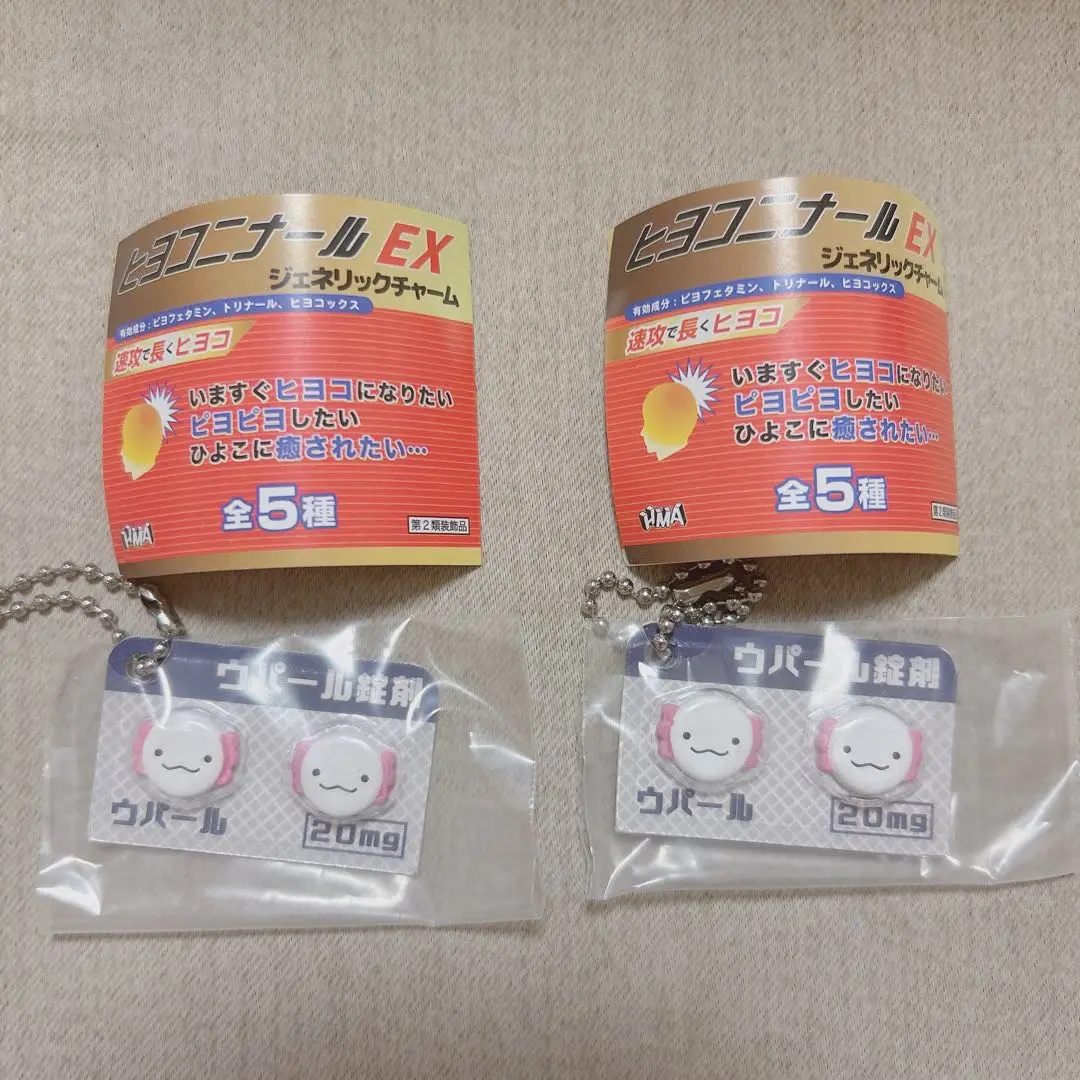 ヒヨコニナールEX
ジェネリックチャーム
有効成分：ピヨフェタミン、トリナール、ヒヨコックス
速攻で長くヒヨコ
いますぐヒヨコになりたい
ピヨピヨしたい
ひよこに癒されたい…
全5種
HMA
第2類装飾品
ウパール錠剤
ウパール
20mg
ヒヨコニナールEX
ジェネリックチャーム
有効成分：ピヨフェタミン、トリナール、ヒヨコックス
速攻で長くヒヨコ
いますぐヒヨコになりたい
ピヨピヨしたい
ひよこに癒されたい…
全5種
HMA
第2類装飾品
ウパール錠剤
ウパール
20mg